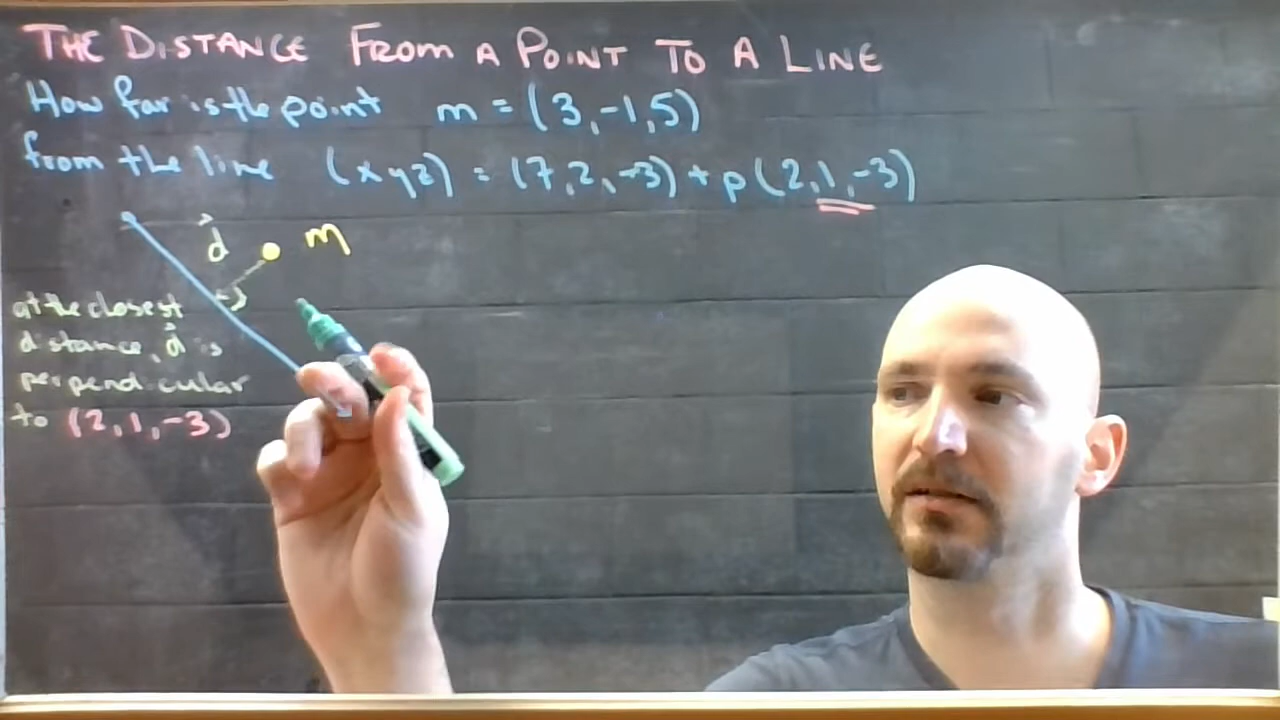 THE DISTANCE FROM A POINT TO A LINE
How far is the point m = (3,-1,5)
from the line (xyz) = (7,2,-3) + p(2,1,-3)
d m
at the closest
distance, d is
perpendicular
to (2,1,-3)